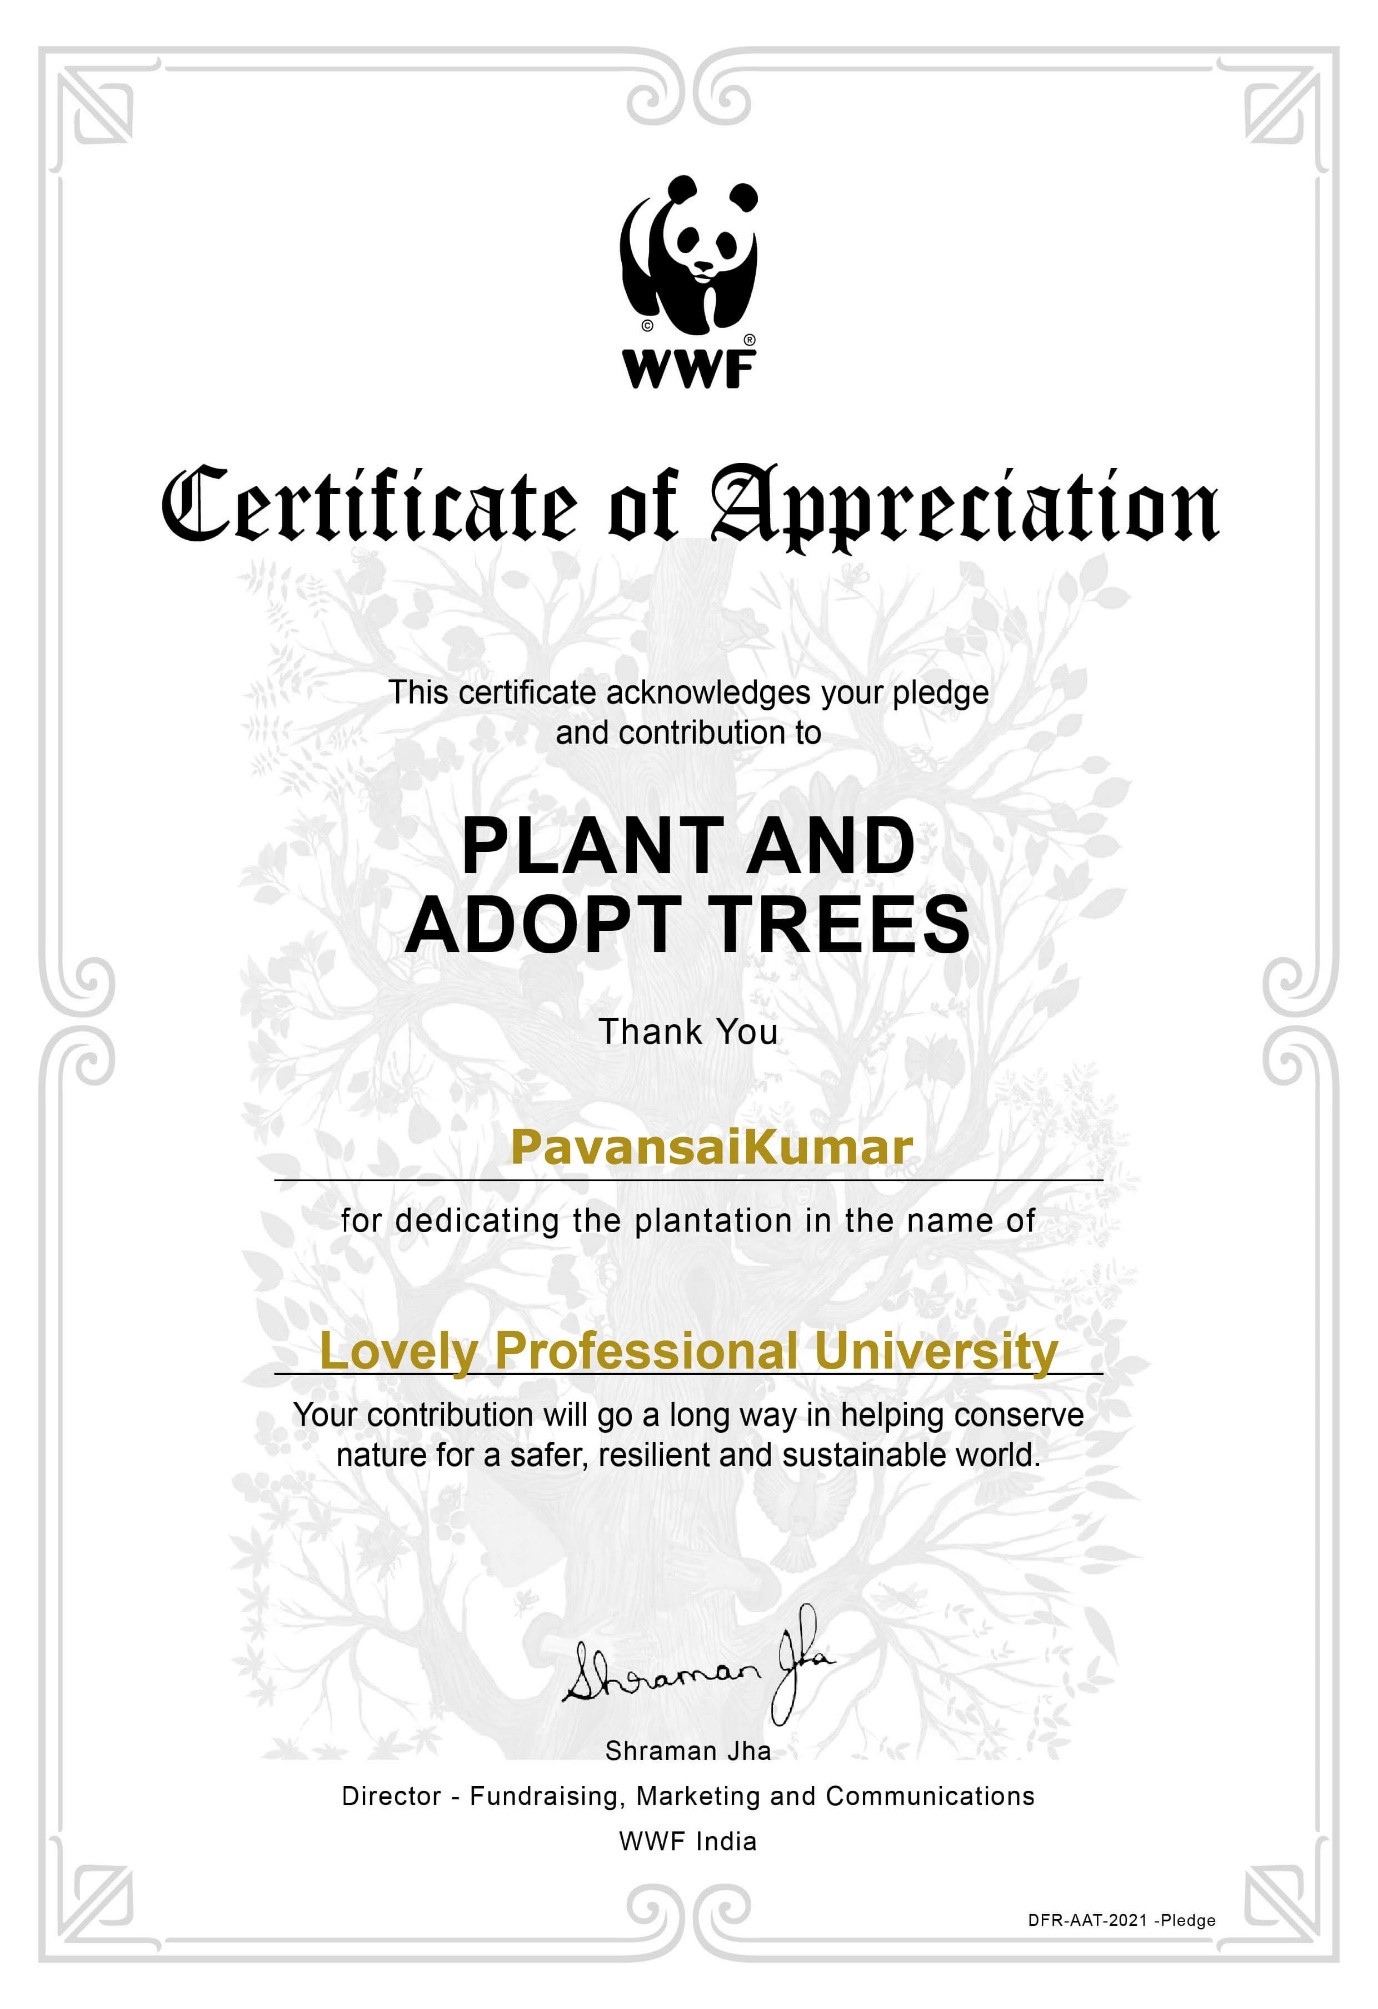 ©
®
WWF
Certificate of Appreciation
This certificate acknowledges your pledge
and contribution to
PLANT AND
ADOPT TREES
Thank You
PavansaiKumar
for dedicating the plantation in the name of
Lovely Professional University
Your contribution will go a long way in helping conserve
nature for a safer, resilient and sustainable world.
Shraman Jha
Shraman Jha
Director - Fundraising, Marketing and Communications
WWF India
DFR-AAT-2021 -Pledge